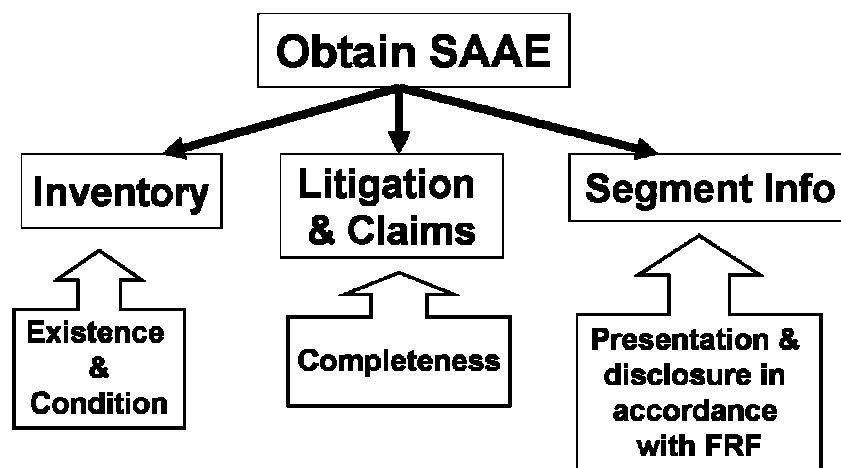 Obtain SAAE
Inventory
Litigation
& Claims
Segment Info
Existence
&
Condition
Completeness
Presentation &
disclosure in
accordance
with FRF